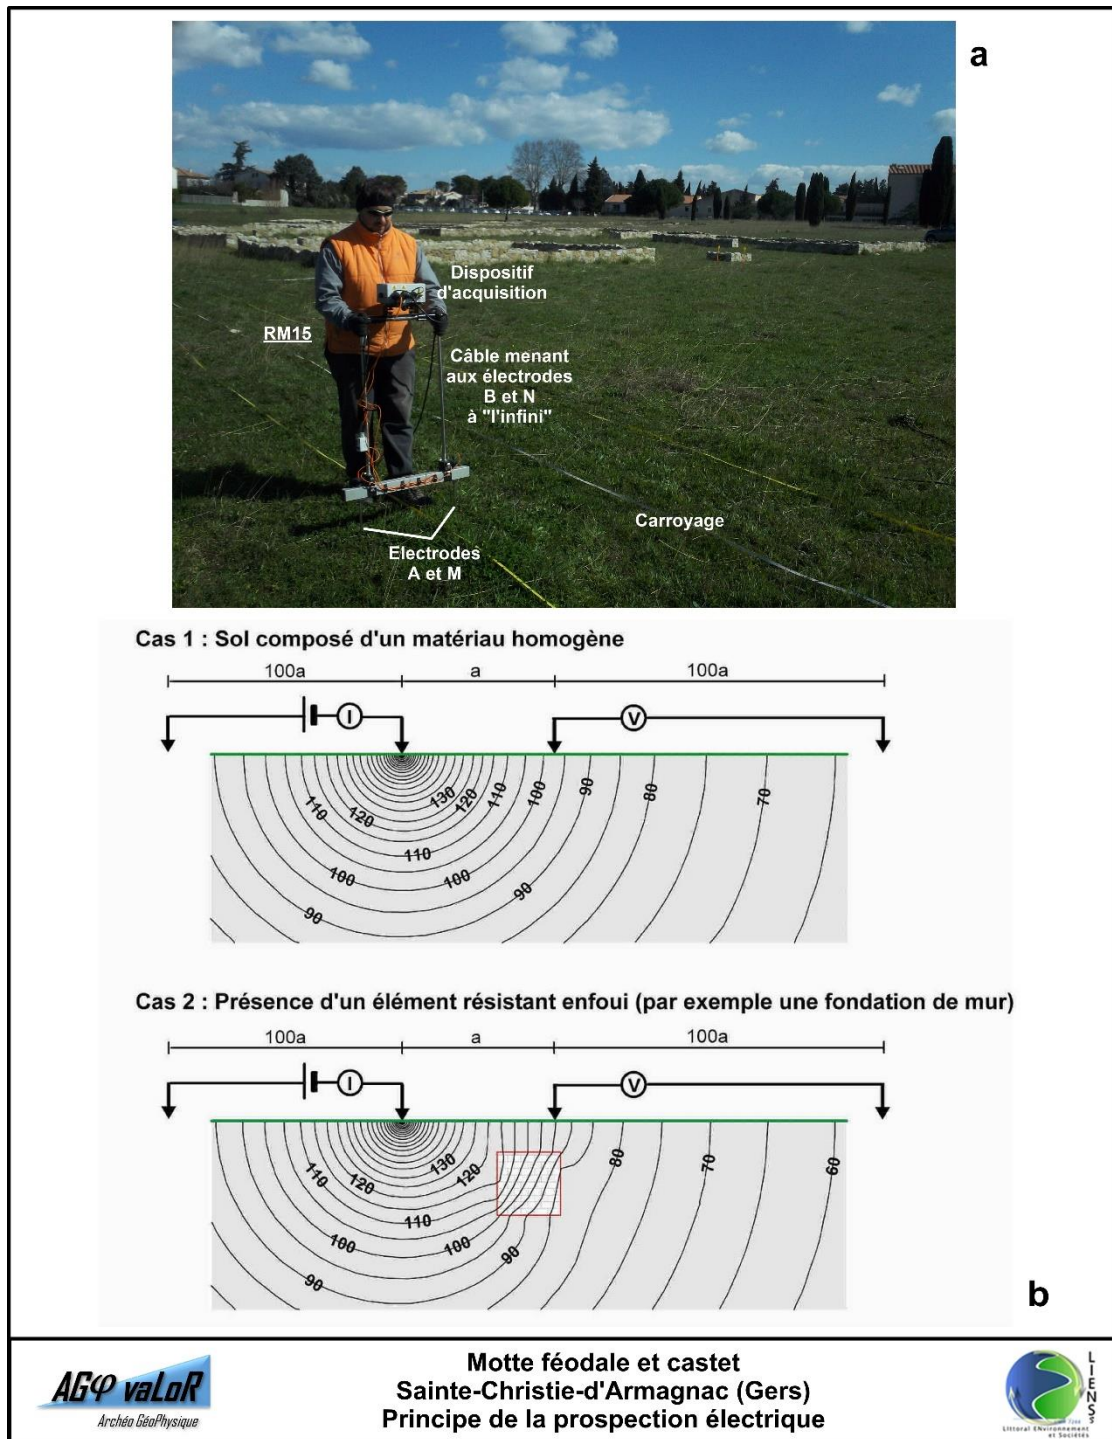 a
Dispositif
d'acquisition
RM15
Câble menant
aux électrodes
B et N
à "l'infini"
Carroyage
Electrodes
A et M
Cas 1 : Sol composé d'un matériau homogène
100a a 100a
I V
130 120 110 100 90 80 70
110 120
110
100 100 90
90
Cas 2 : Présence d'un élément résistant enfoui (par exemple une fondation de mur)
100a a 100a
I V
130 120 80 70 60
110 120
110
100 100 90
90
b
AGφ vaLoR
Archéo GéoPhysique
Motte féodale et castet
Sainte-Christie-d'Armagnac (Gers)
Principe de la prospection électrique
LIENSs
Littoral ENvironnement
et Sociétés